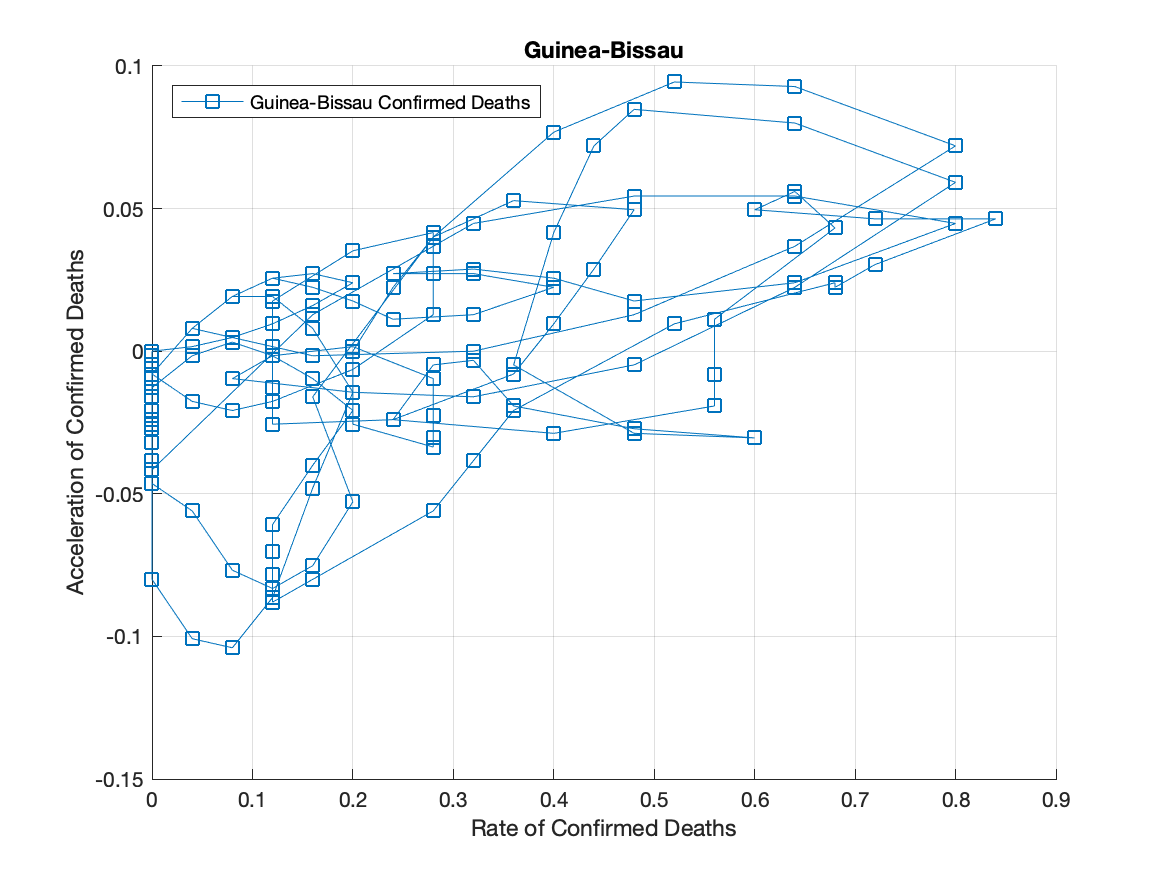 Guinea-Bissau
Guinea-Bissau Confirmed Deaths
0.1
0.05
0
-0.05
-0.1
-0.15
Acceleration of Confirmed Deaths
0 0.1 0.2 0.3 0.4 0.5 0.6 0.7 0.8 0.9
Rate of Confirmed Deaths